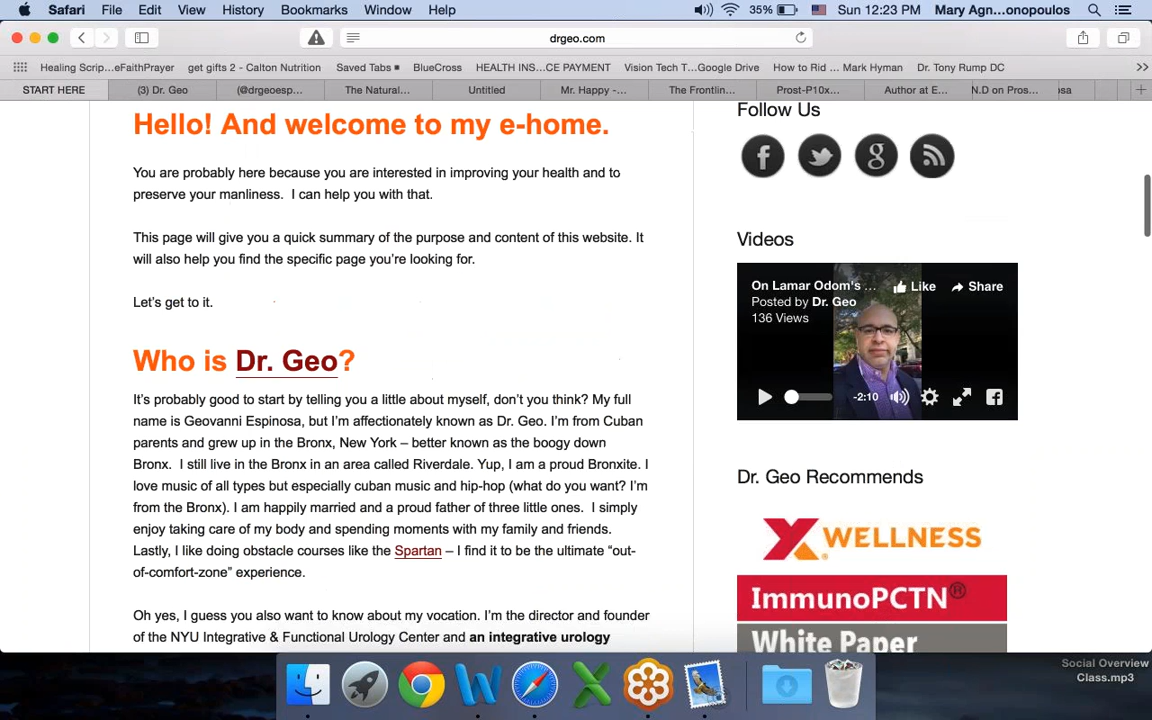 Safari File Edit View History Bookmarks Window Help 35% Sun 12:23 PM Mary Agn...onopoulos
drgeo.com
Healing Scrip...eFaithPrayer get gifts 2 - Calton Nutrition Saved Tabs BlueCross HEALTH INS...CE PAYMENT Vision Tech T...Google Drive How to Rid ... Mark Hyman Dr. Tony Rump DC
START HERE (3) Dr. Geo (@drgeoesp... The Natural... Untitled Mr. Happy -... The Frontlin... Prost-P10x... Author at E... N.D on Pros... osa
Hello! And welcome to my e-home.
You are probably here because you are interested in improving your health and to
preserve your manliness.  I can help you with that.
This page will give you a quick summary of the purpose and content of this website. It
will also help you find the specific page you’re looking for.
Let’s get to it.
Who is Dr. Geo?
It’s probably good to start by telling you a little about myself, don’t you think? My full
name is Geovanni Espinosa, but I’m affectionately known as Dr. Geo. I’m from Cuban
parents and grew up in the Bronx, New York – better known as the boogy down
Bronx.  I still live in the Bronx in an area called Riverdale. Yup, I am a proud Bronxite. I
love music of all types but especially cuban music and hip-hop (what do you want? I’m
from the Bronx). I am happily married and a proud father of three little ones.  I simply
enjoy taking care of my body and spending moments with my family and friends.
Lastly, I like doing obstacle courses like the Spartan – I find it to be the ultimate “out-
of-comfort-zone” experience.
Oh yes, I guess you also want to know about my vocation. I’m the director and founder
of the NYU Integrative & Functional Urology Center and an integrative urology
Follow Us
Videos
On Lamar Odom's ... Like Share
Posted by Dr. Geo
136 Views
-2:10
Dr. Geo Recommends
X WELLNESS
ImmunoPCTN®
White Paper
Social Overview
Class.mp3